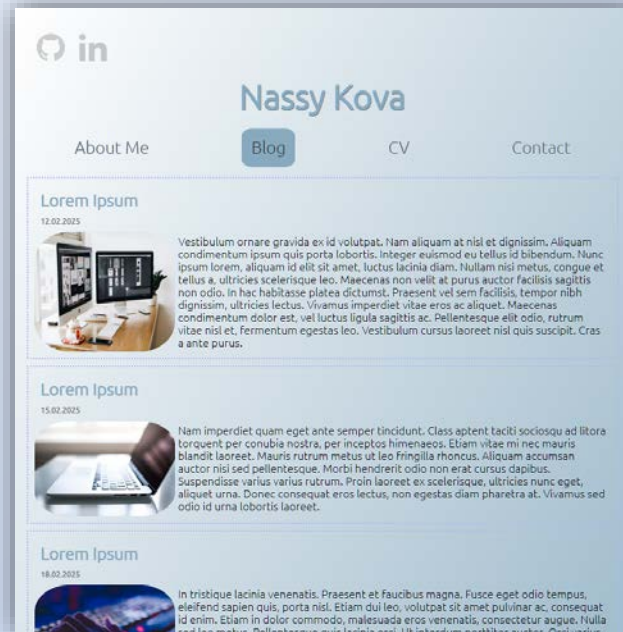 in
Nassy Kova
About Me
Blog
CV
Contact
Lorem Ipsum
12.02.2025
Vestibulum ornare gravida ex id volutpat. Nam aliquam at nisl et dignissim. Aliquam
condimentum ipsum quis porta lobortis. Integer euismod eu tellus id bibendum. Nunc
ipsum lorem, aliquam id elit sit amet, luctus lacinia diam. Nullam nisi metus, congue et
tellus a, ultricies scelerisque leo. Maecenas non velit at purus auctor facilisis sagittis
non odio. In hac habitasse platea dictumst. Praesent vel sem facilisis, tempor nibh
dignissim, ultricies lectus. Vivamus imperdiet vitae eros ac aliquet. Maecenas
condimentum dolor est, vel luctus ligula sagittis ac. Pellentesque elit odio, rutrum
vitae nisl et, fermentum egestas leo. Vestibulum cursus laoreet nisl quis suscipit. Cras
a ante purus.
Lorem Ipsum
15.02.2025
Nam imperdiet quam eget ante semper tincidunt. Class aptent taciti sociosqu ad litora
torquent per conubia nostra, per inceptos himenaeos. Etiam vitae mi nec mauris
blandit laoreet. Mauris rutrum metus ut leo fringilla rhoncus. Aliquam accumsan
auctor nisi sed pellentesque. Morbi hendrerit odio non erat cursus dapibus.
Suspendisse varius varius rutrum. Proin laoreet ex scelerisque, ultricies nunc eget,
aliquet urna. Donec consequat eros lectus, non egestas diam pharetra at. Vivamus sed
odio id urna lobortis laoreet.
Lorem Ipsum
18.02.2025
In tristique lacinia venenatis. Praesent et faucibus magna. Fusce eget odio tempus,
eleifend sapien quis, porta nisl. Etiam dui leo, volutpat sit amet pulvinar ac, consequat
id enim. Etiam in dolor commodo, malesuada eros venenatis, consectetur augue. Nulla